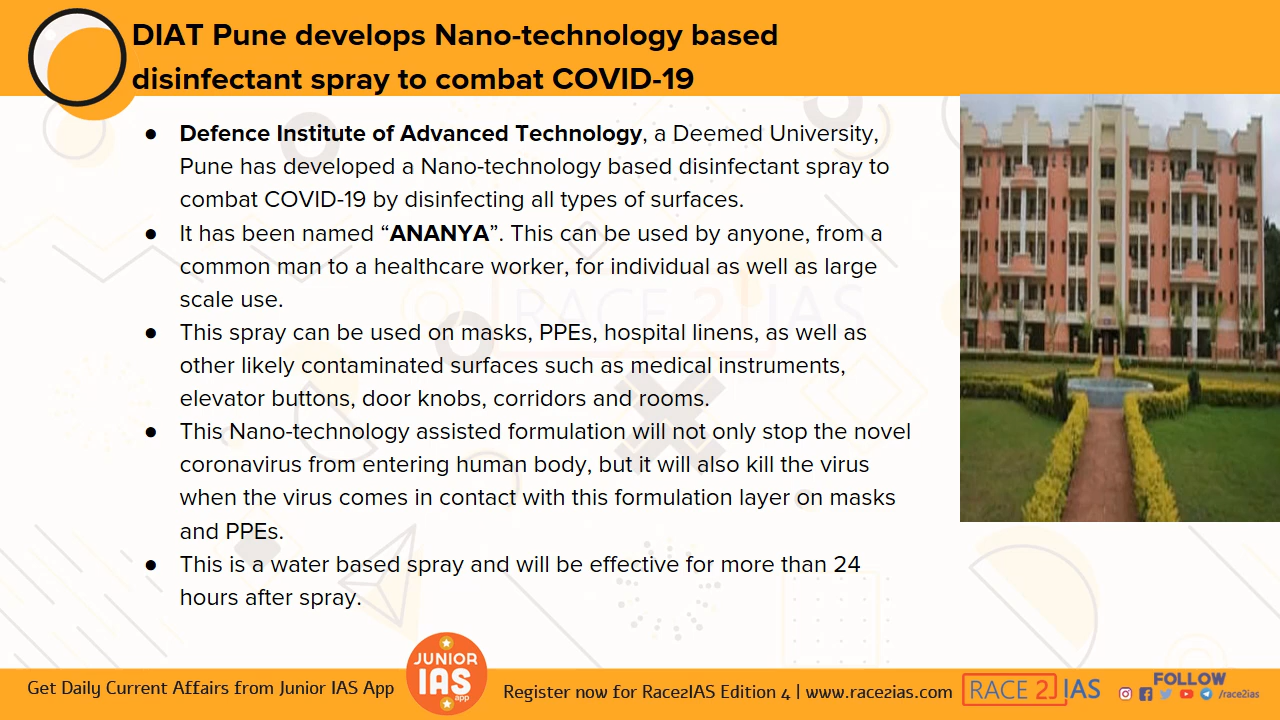 DIAT Pune develops Nano-technology based
disinfectant spray to combat COVID-19
● Defence Institute of Advanced Technology, a Deemed University,
Pune has developed a Nano-technology based disinfectant spray to
combat COVID-19 by disinfecting all types of surfaces.
● It has been named “ANANYA”. This can be used by anyone, from a
common man to a healthcare worker, for individual as well as large
scale use.
● This spray can be used on masks, PPEs, hospital linens, as well as
other likely contaminated surfaces such as medical instruments,
elevator buttons, door knobs, corridors and rooms.
● This Nano-technology assisted formulation will not only stop the novel
coronavirus from entering human body, but it will also kill the virus
when the virus comes in contact with this formulation layer on masks
and PPEs.
● This is a water based spray and will be effective for more than 24
hours after spray.
RACE 2 IAS
Get Daily Current Affairs from Junior IAS App
JUNIOR
IAS
app
Register now for Race2IAS Edition 4 | www.race2ias.com
RACE 2 IAS
FOLLOW
/race2ias